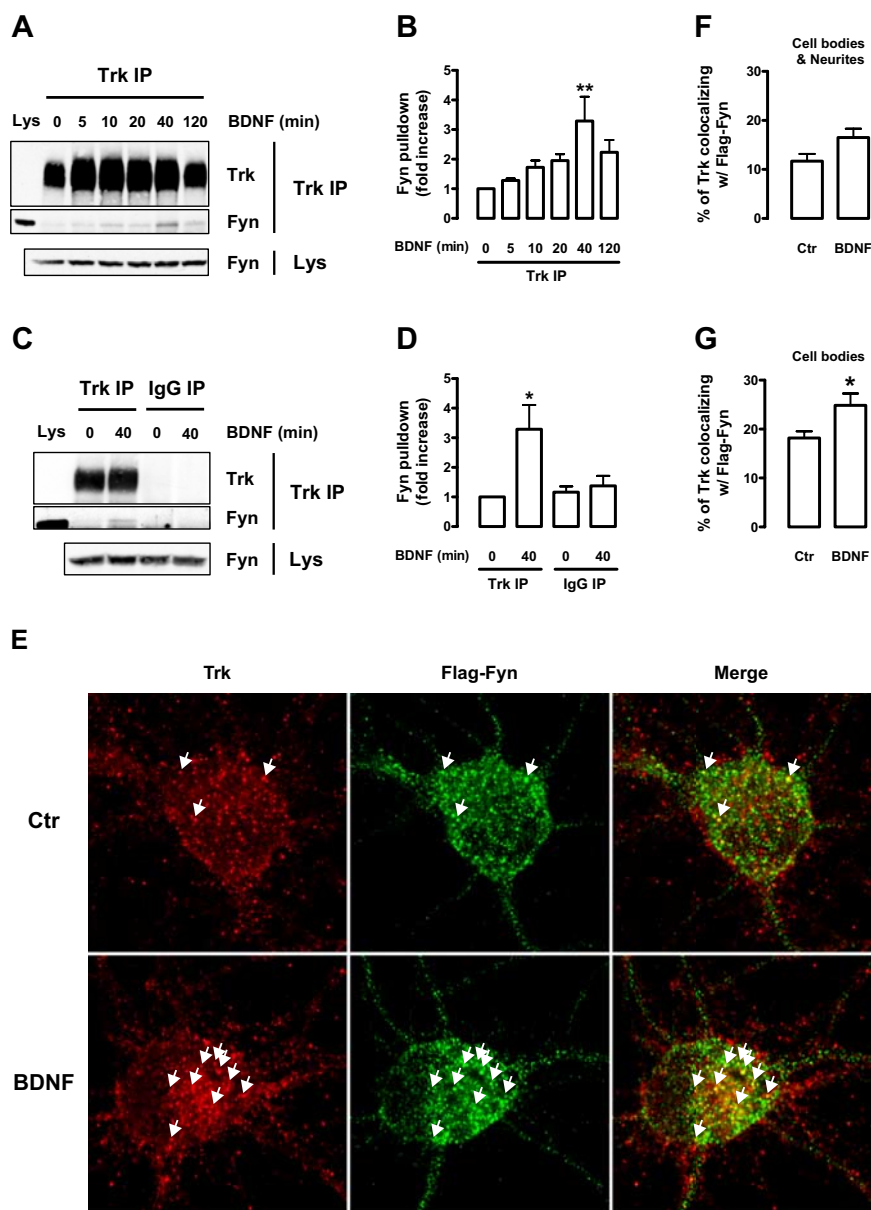 A
Trk IP
Lys 0 5 10 20 40 120 BDNF (min)
Trk
Fyn
Trk IP
Fyn
Lys
B
Fyn pulldown
(fold increase)
5
4
3
2
1
0
**
BDNF (min) 0 5 10 20 40 120
Trk IP
F
Cell bodies
& Neurites
% of Trk colocalizing
w/ Flag-Fyn
30
20
10
0
Ctr BDNF
C
Trk IP IgG IP
Lys 0 40 0 40 BDNF (min)
Trk
Fyn
Trk IP
Fyn
Lys
D
Fyn pulldown
(fold increase)
5
4
3
2
1
0
*
BDNF (min) 0 40 0 40
Trk IP IgG IP
G
Cell bodies
% of Trk colocalizing
w/ Flag-Fyn
30
20
10
0
*
Ctr BDNF
E
Trk Flag-Fyn Merge
Ctr
BDNF